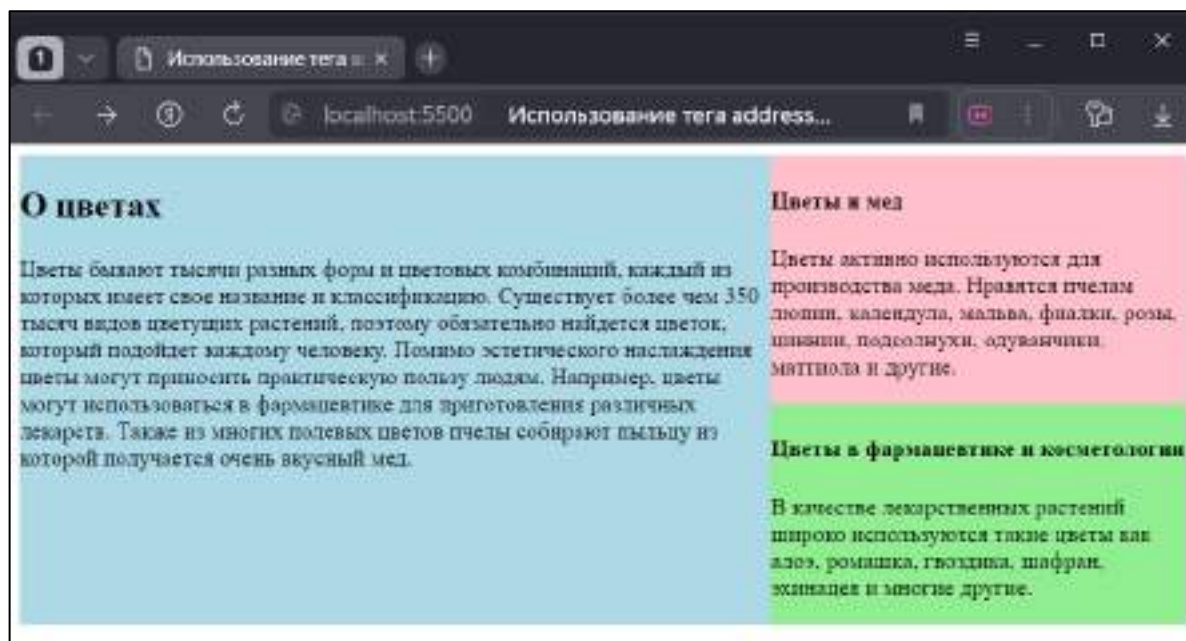 1
Использование тега
localhost:5500 Использование тега address...
О цветах
Цветы бывают тысячи разных форм и цветовых комбинаций, каждый из
которых имеет свое название и классификацию. Существует более чем 350
тысяч видов цветущих растений, поэтому обязательно найдется цветок,
который подойдет каждому человеку. Помимо эстетического наслаждения
цветы могут приносить практическую пользу людям. Например, цветы
могут использоваться в фармацевтике для приготовления различных
лекарств. Также из многих полевых цветов пчелы собирают пыльцу из
которой получается очень вкусный мед.
Цветы и мед
Цветы активно используются для
производства меда. Нравятся пчелам
люпин, календула, мальва, фиалки, розы,
циннии, подсолнухи, одуванчики,
маттиола и другие.
Цветы в фармацевтике и косметологии
В качестве лекарственных растений
широко используются такие цветы как
алоэ, ромашка, гвоздика, шафран,
эхинацея и многие другие.